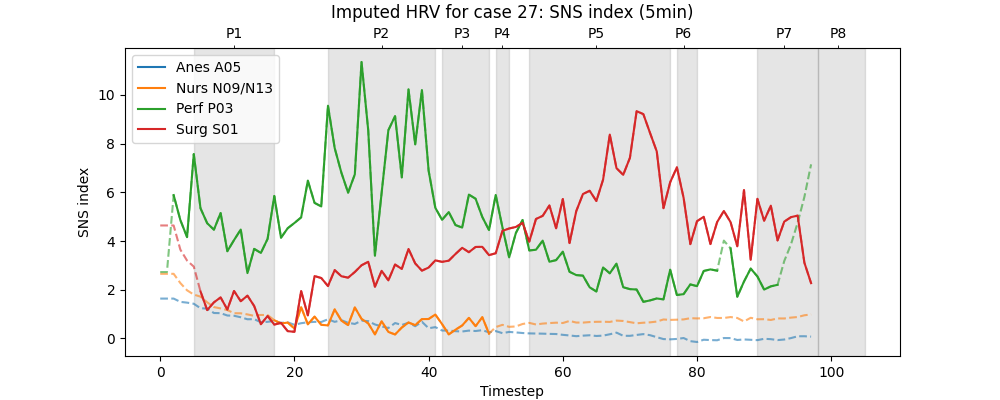 Imputed HRV for case 27: SNS index (5min)
P1 P2 P3 P4 P5 P6 P7 P8
Anes A05
Nurs N09/N13
Perf P03
Surg S01
SNS index
10
8
6
4
2
0
0 20 40 60 80 100
Timestep